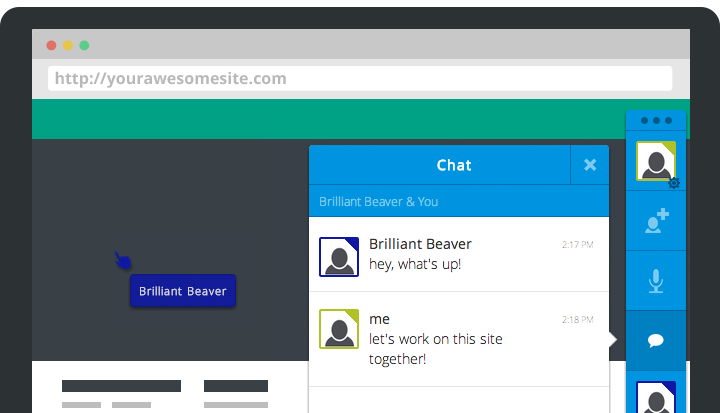 http://yourawesomesite.com
Chat
Brilliant Beaver & You
Brilliant Beaver
2:17 PM
hey, what's up!
Brilliant Beaver
me
2:18 PM
let's work on this site
together!